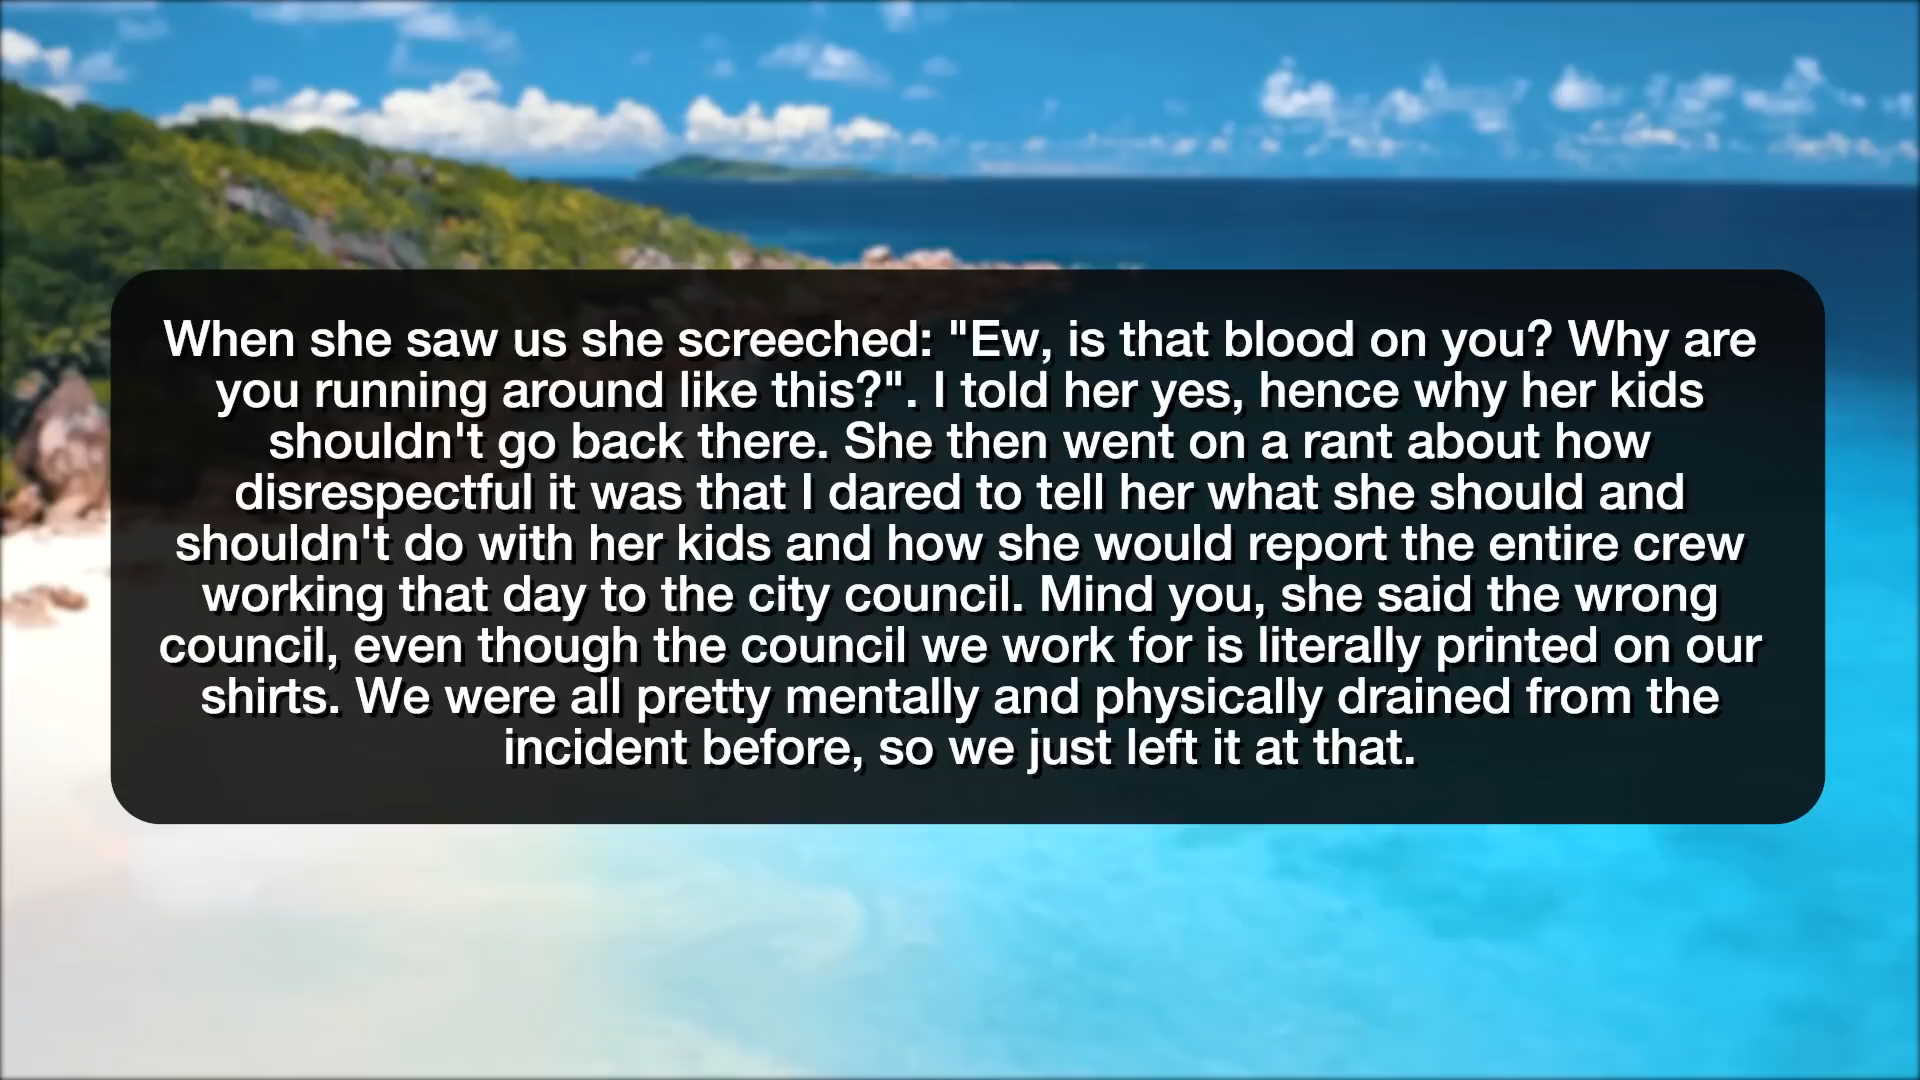 When she saw us she screeched: "Ew, is that blood on you? Why are
you running around like this?". I told her yes, hence why her kids
shouldn't go back there. She then went on a rant about how
disrespectful it was that I dared to tell her what she should and
shouldn't do with her kids and how she would report the entire crew
working that day to the city council. Mind you, she said the wrong
council, even though the council we work for is literally printed on our
shirts. We were all pretty mentally and physically drained from the
incident before, so we just left it at that.